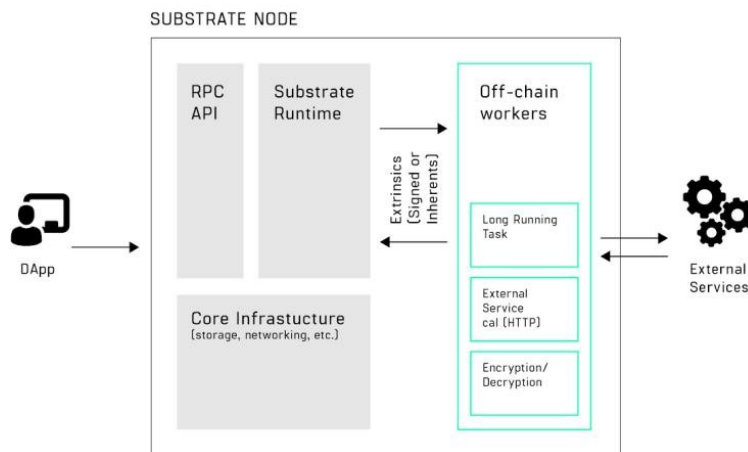 SUBSTRATE NODE
RPC
API
Substrate
Runtime
Off-chain
workers
Extrinsics
(Signed or
Inherents)
Long Running
Task
External
Service
cal (HTTP)
Encryption/
Decryption
Core Infrastucture
(storage, networking, etc.)
DApp
External
Services